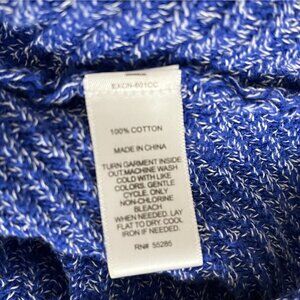 EXCN-601CC
100% COTTON
MADE IN CHINA
TURN GARMENT INSIDE
OUT.MACHINE WASH
COLD WITH LIKE
COLORS. GENTLE
CYCLE. ONLY
NON-CHLORINE
BLEACH
WHEN NEEDED. LAY
FLAT TO DRY. COOL
IRON IF NEEDED.
RN# 55285